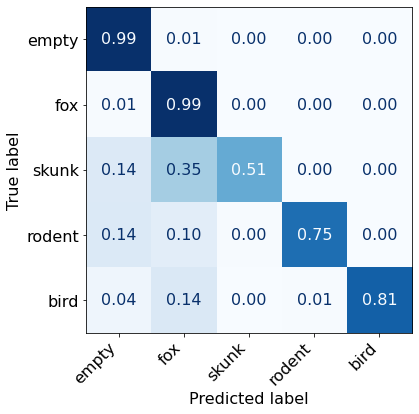 empty 0.99 0.01 0.00 0.00 0.00
fox 0.01 0.99 0.00 0.00 0.00
skunk 0.14 0.35 0.51 0.00 0.00
rodent 0.14 0.10 0.00 0.75 0.00
bird 0.04 0.14 0.00 0.01 0.81
True label
empty fox skunk rodent bird
Predicted label